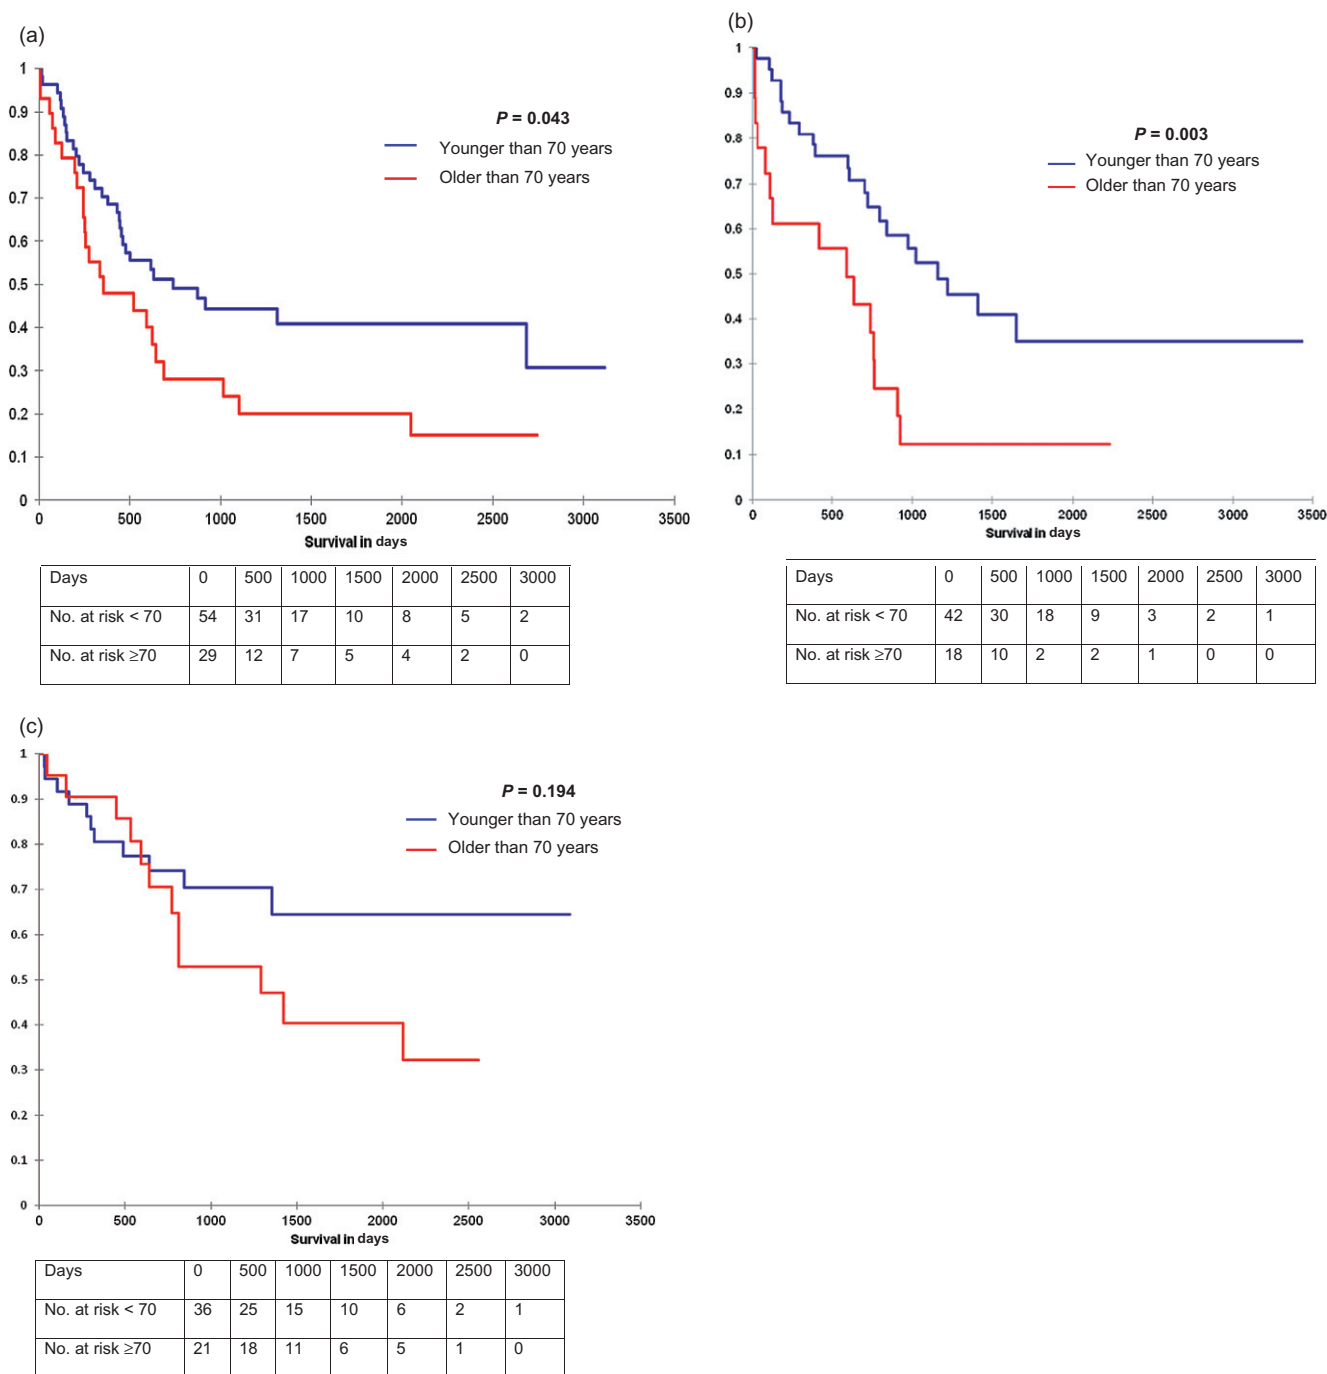 (a)
1
0.9
0.8
0.7
0.6
0.5
0.4
0.3
0.2
0.1
0
P = 0.043
Younger than 70 years
Older than 70 years
0 500 1000 1500 2000 2500 3000 3500
Survival in days
Days 0 500 1000 1500 2000 2500 3000
No. at risk < 70 54 31 17 10 8 5 2
No. at risk ≥70 29 12 7 5 4 2 0
(b)
1
0.9
0.8
0.7
0.6
0.5
0.4
0.3
0.2
0.1
0
P = 0.003
Younger than 70 years
Older than 70 years
0 500 1000 1500 2000 2500 3000 3500
Survival in days
Days 0 500 1000 1500 2000 2500 3000
No. at risk < 70 42 30 18 9 3 2 1
No. at risk ≥70 18 10 2 2 1 0 0
(c)
1
0.9
0.8
0.7
0.6
0.5
0.4
0.3
0.2
0.1
0
P = 0.194
Younger than 70 years
Older than 70 years
0 500 1000 1500 2000 2500 3000 3500
Survival in days
Days 0 500 1000 1500 2000 2500 3000
No. at risk < 70 36 25 15 10 6 2 1
No. at risk ≥70 21 18 11 6 5 1 0